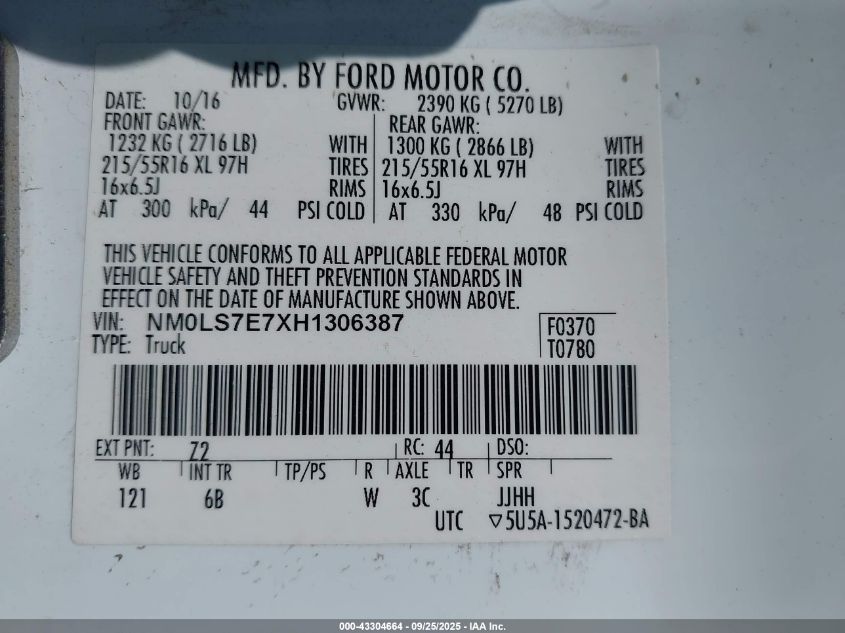 MFD. BY FORD MOTOR CO.
DATE: 10/16 GVWR: 2390 KG ( 5270 LB)
FRONT GAWR: REAR GAWR:
1232 KG ( 2716 LB) WITH 1300 KG ( 2866 LB) WITH
215/55R16 XL 97H TIRES 215/55R16 XL 97H TIRES
16x6.5J RIMS 16x6.5J RIMS
AT 300 kPa/ 44 PSI COLD AT 330 kPa/ 48 PSI COLD
THIS VEHICLE CONFORMS TO ALL APPLICABLE FEDERAL MOTOR
VEHICLE SAFETY AND THEFT PREVENTION STANDARDS IN
EFFECT ON THE DATE OF MANUFACTURE SHOWN ABOVE.
VIN: NM0LS7E7XH1306387 F0370
TYPE: Truck T0780
EXT PNT: Z2 RC: 44 DSO:
WB INT TR TP/PS R AXLE TR SPR
121 6B W 3C JJHH
UTC ▽5U5A-1520472-BA
000-43304664 - 09/25/2025 - IAA Inc.